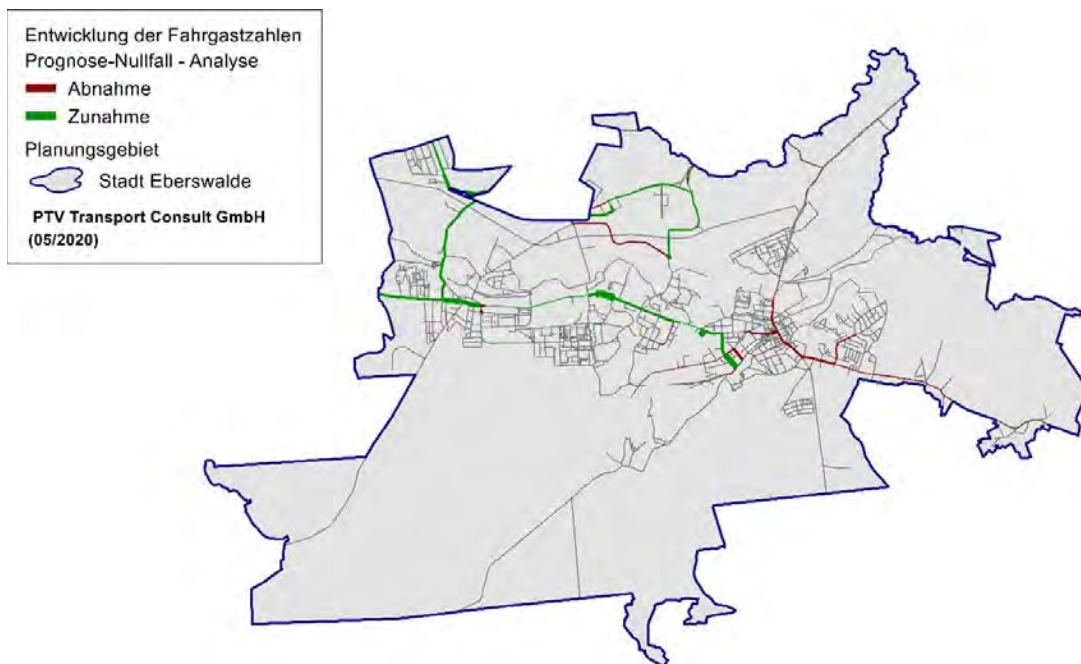 Entwicklung der Fahrgastzahlen
Prognose-Nullfall - Analyse
Abnahme
Zunahme
Planungsgebiet
Stadt Eberswalde
PTV Transport Consult GmbH
(05/2020)